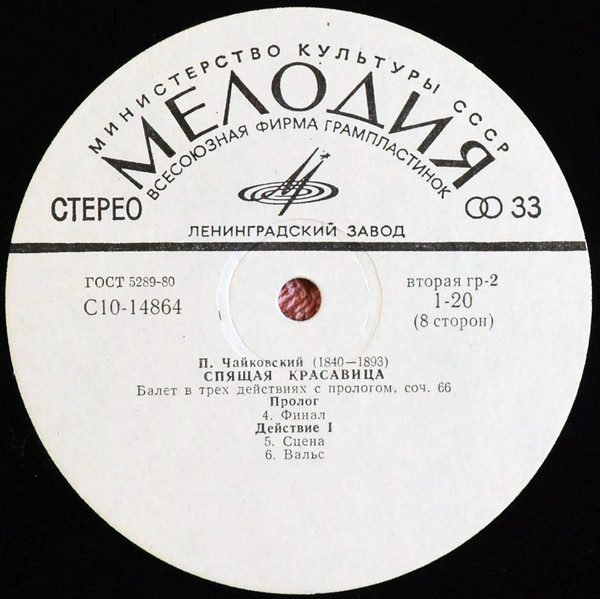 МИНИСТЕРСТВО КУЛЬТУРЫ СССР
МЕЛОДИЯ
ВСЕСОЮЗНАЯ ФИРМА ГРАМПЛАСТИНОК
СТЕРЕО
33
ЛЕНИНГРАДСКИЙ ЗАВОД
ГОСТ 5289-80
С10-14864
вторая гр-2
1-20
(8 сторон)
П. Чайковский (1840—1893)
СПЯЩАЯ КРАСАВИЦА
Балет в трех действиях с прологом, соч. 66
Пролог
4. Финал
Действие I
5. Сцена
6. Вальс